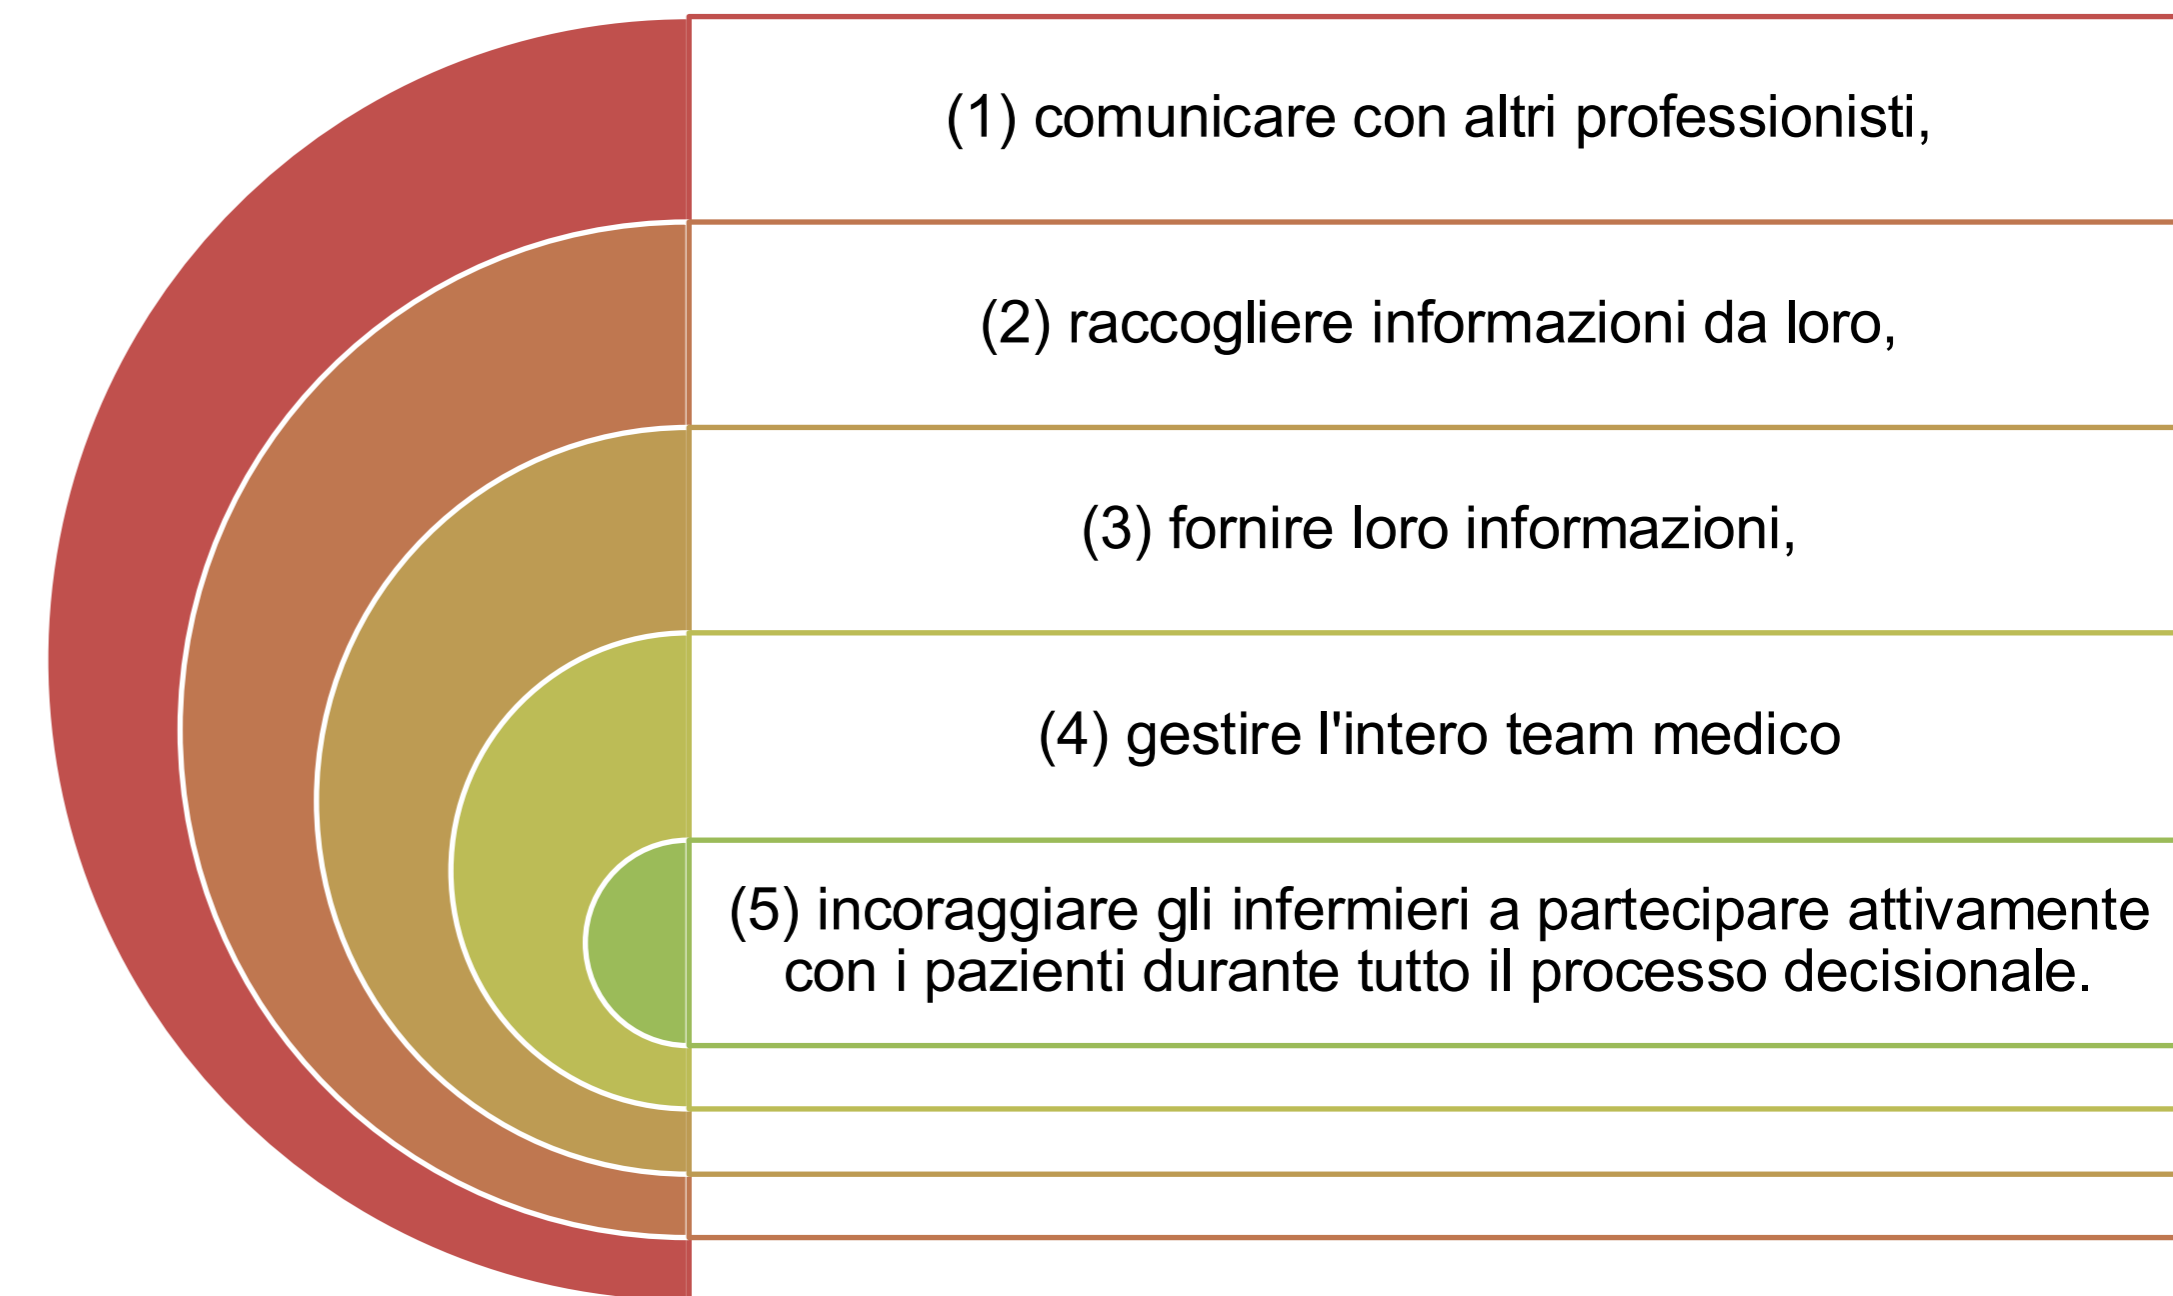 (1) comunicare con altri professionisti,
(2) raccogliere informazioni da loro,
(3) fornire loro informazioni,
(4) gestire l'intero team medico
(5) incoraggiare gli infermieri a partecipare attivamente
con i pazienti durante tutto il processo decisionale.